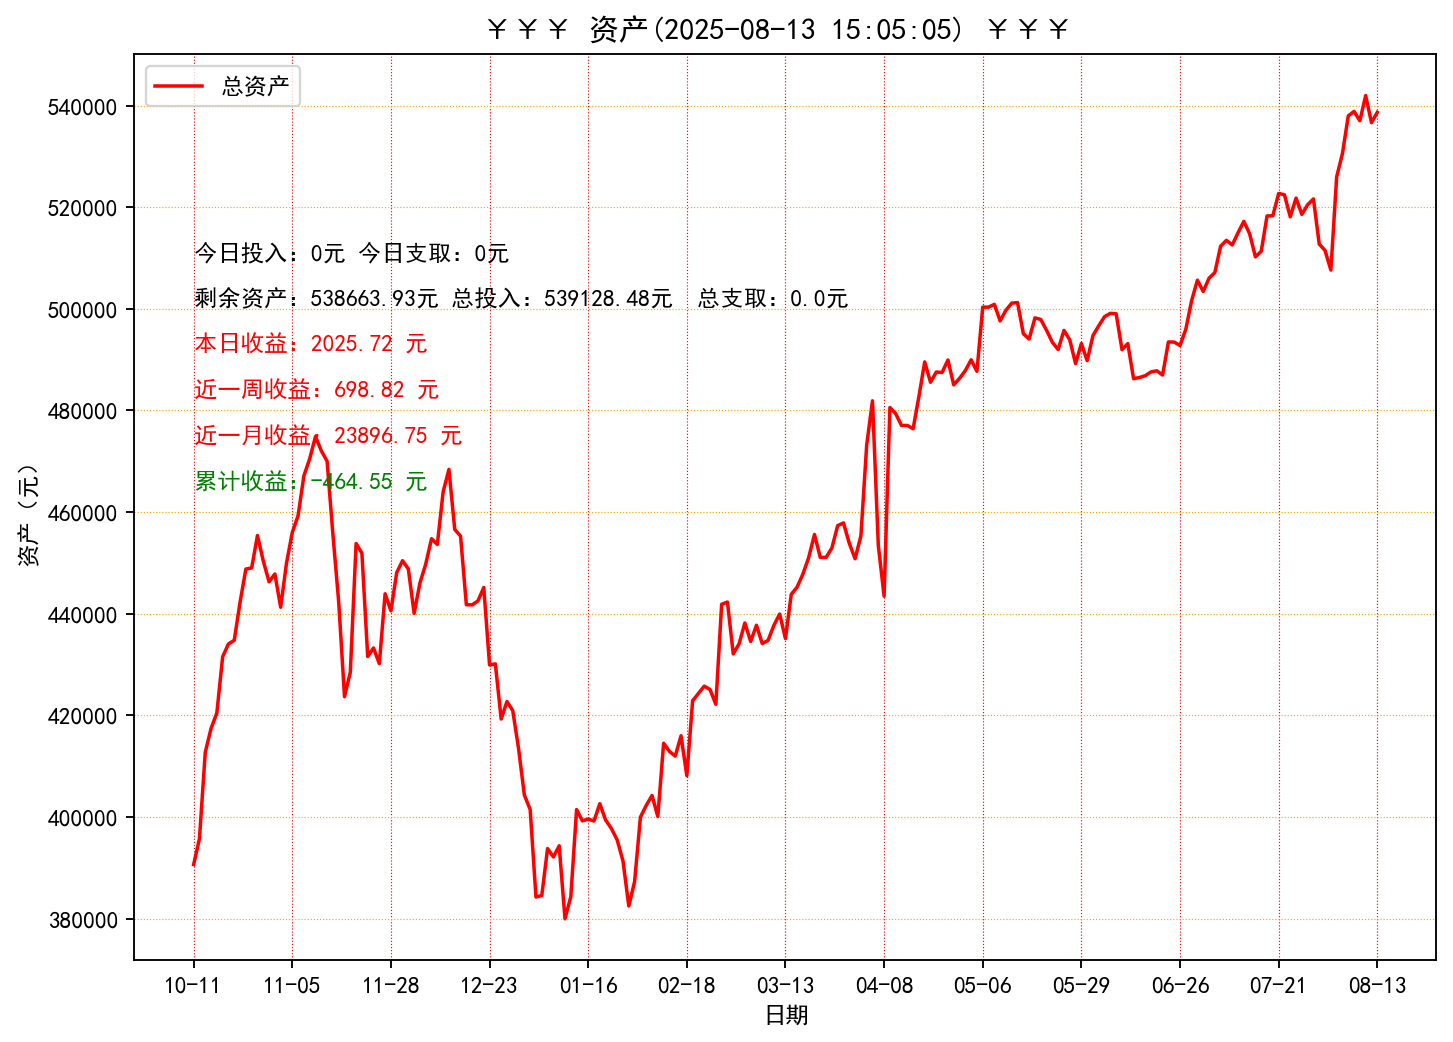 ￥￥￥ 资产(2025-08-13 15:05:05) ￥￥￥
总资产
540000
520000
500000
480000
460000
440000
420000
400000
380000
资产（元）
今日投入：0元 今日支取：0元
剩余资产：538663.93元 总投入：539128.48元  总支取：0.0元
本日收益：2025.72 元
近一周收益：698.82 元
近一月收益：23896.75 元
累计收益：-464.55 元
10-11 11-05 11-28 12-23 01-16 02-18 03-13 04-08 05-06 05-29 06-26 07-21 08-13
日期